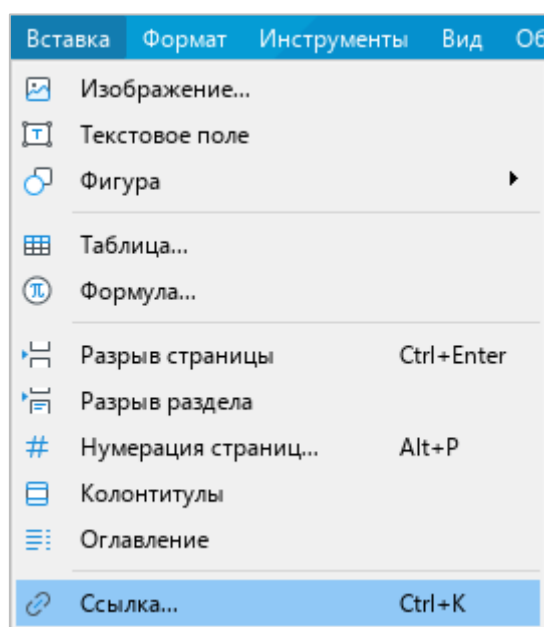 Вставка Формат Инструменты Вид Об
Изображение...
Текстовое поле
Фигура
Таблица...
Формула...
Разрыв страницы Ctrl+Enter
Разрыв раздела
Нумерация страниц... Alt+P
Колонтитулы
Оглавление
Ссылка... Ctrl+K